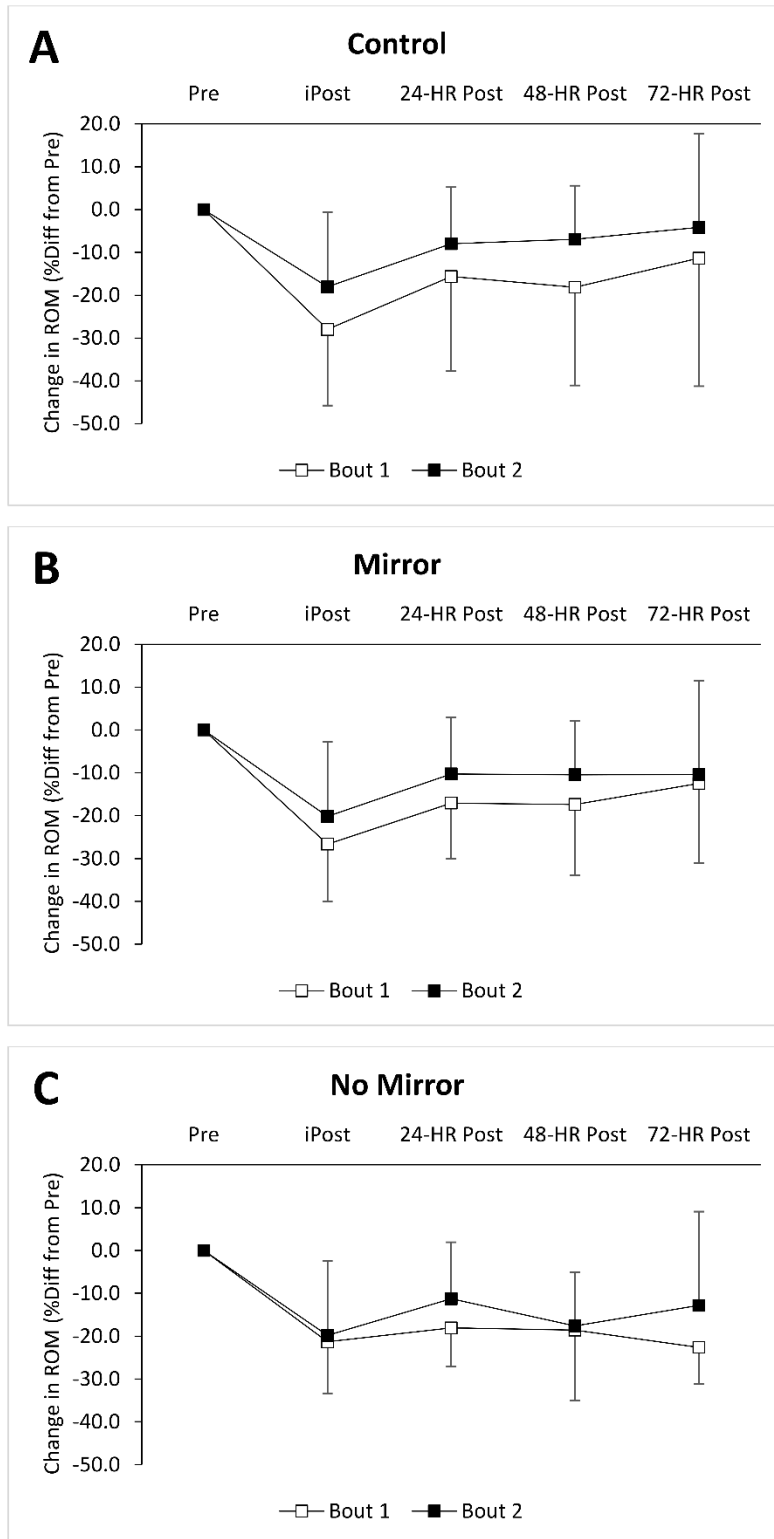 A
Control
Pre iPost 24-HR Post 48-HR Post 72-HR Post
Change in ROM (%Diff from Pre)
20.0
10.0
0.0
-10.0
-20.0
-30.0
-40.0
-50.0
Bout 1 Bout 2
B
Mirror
Pre iPost 24-HR Post 48-HR Post 72-HR Post
Change in ROM (%Diff from Pre)
20.0
10.0
0.0
-10.0
-20.0
-30.0
-40.0
-50.0
Bout 1 Bout 2
C
No Mirror
Pre iPost 24-HR Post 48-HR Post 72-HR Post
Change in ROM (%Diff from Pre)
20.0
10.0
0.0
-10.0
-20.0
-30.0
-40.0
-50.0
Bout 1 Bout 2